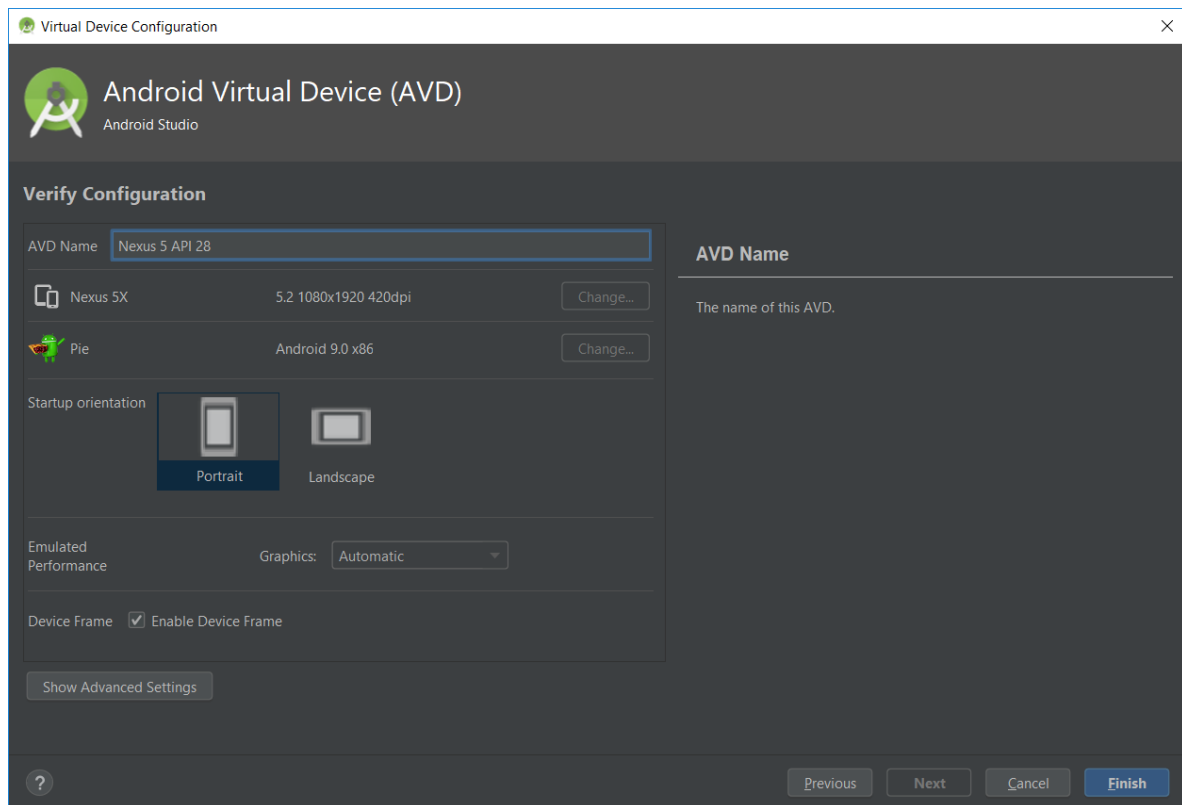 Virtual Device Configuration
Android Virtual Device (AVD)
Android Studio
Verify Configuration
AVD Name Nexus 5 API 28
Nexus 5X 5.2 1080x1920 420dpi Change...
Pie Android 9.0 x86 Change...
Startup orientation
Portrait Landscape
Emulated
Performance
Graphics: Automatic
Device Frame Enable Device Frame
Show Advanced Settings
AVD Name
The name of this AVD.
? Previous Next Cancel Finish